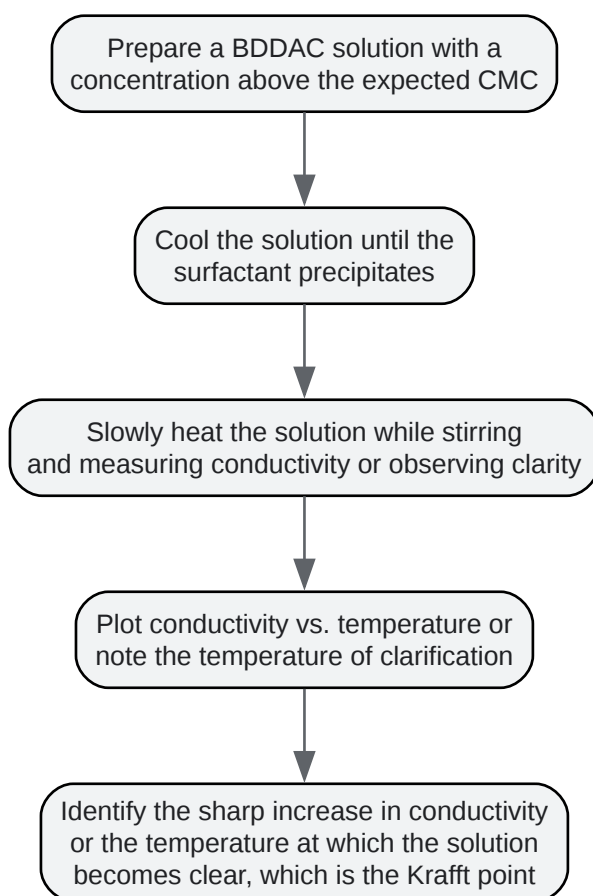 Prepare a BDDAC solution with a
concentration above the expected CMC
Cool the solution until the
surfactant precipitates
Slowly heat the solution while stirring
and measuring conductivity or observing clarity
Plot conductivity vs. temperature or
note the temperature of clarification
Identify the sharp increase in conductivity
or the temperature at which the solution
becomes clear, which is the Krafft point